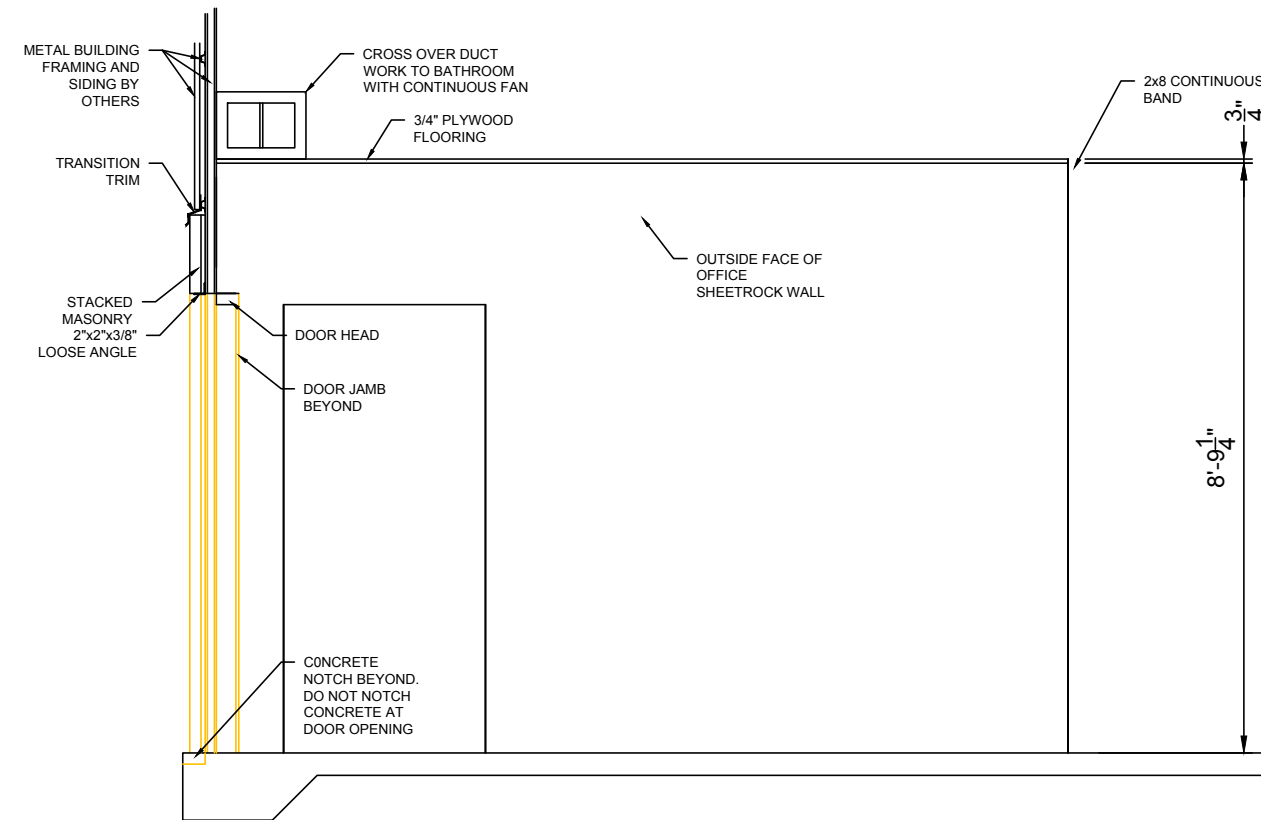 METAL BUILDING
FRAMING AND
SIDING BY
OTHERS
CROSS OVER DUCT
WORK TO BATHROOM
WITH CONTINUOUS FAN
2x8 CONTINUOUS
BAND
3/4" PLYWOOD
FLOORING
3/4"
TRANSITION
TRIM
OUTSIDE FACE OF
OFFICE
SHEETROCK WALL
STACKED
MASONRY
2"x2"x3/8"
LOOSE ANGLE
DOOR HEAD
DOOR JAMB
BEYOND
8'-9 1/4"
C0NCRETE
NOTCH BEYOND.
DO NOT NOTCH
CONCRETE AT
DOOR OPENING